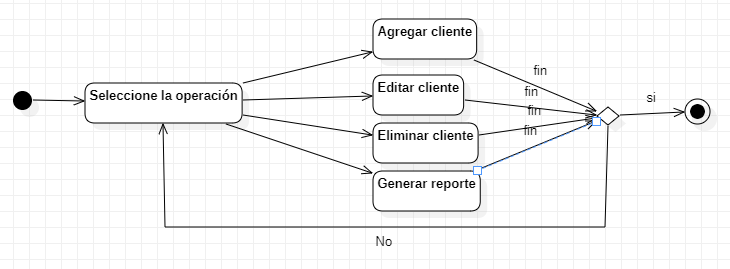 Agregar cliente
fin
Seleccione la operación
Editar cliente
fin
si
fin
Eliminar cliente
fin
Generar reporte
No